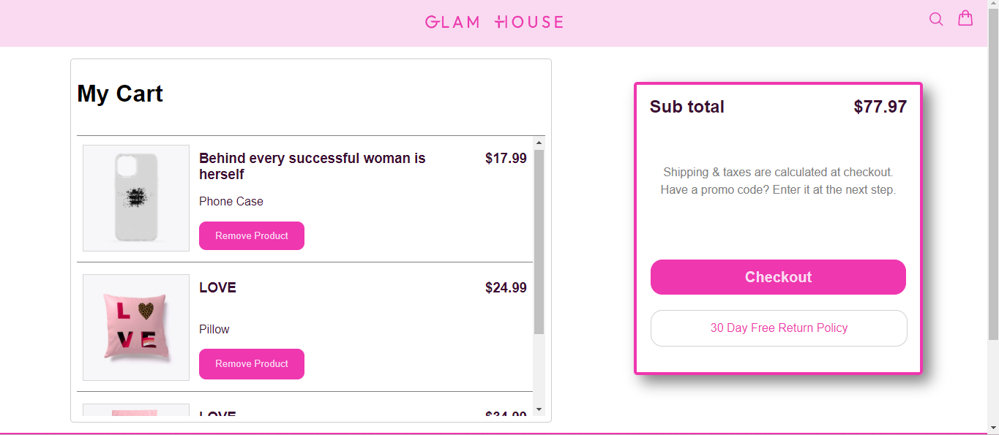 GLAM HOUSE
My Cart
Behind every successful woman is
herself
$17.99
Phone Case
Remove Product
LOVE
$24.99
L
VE
Pillow
Remove Product
LOVE
Sub total
$77.97
Shipping & taxes are calculated at checkout.
Have a promo code? Enter it at the next step.
Checkout
30 Day Free Return Policy